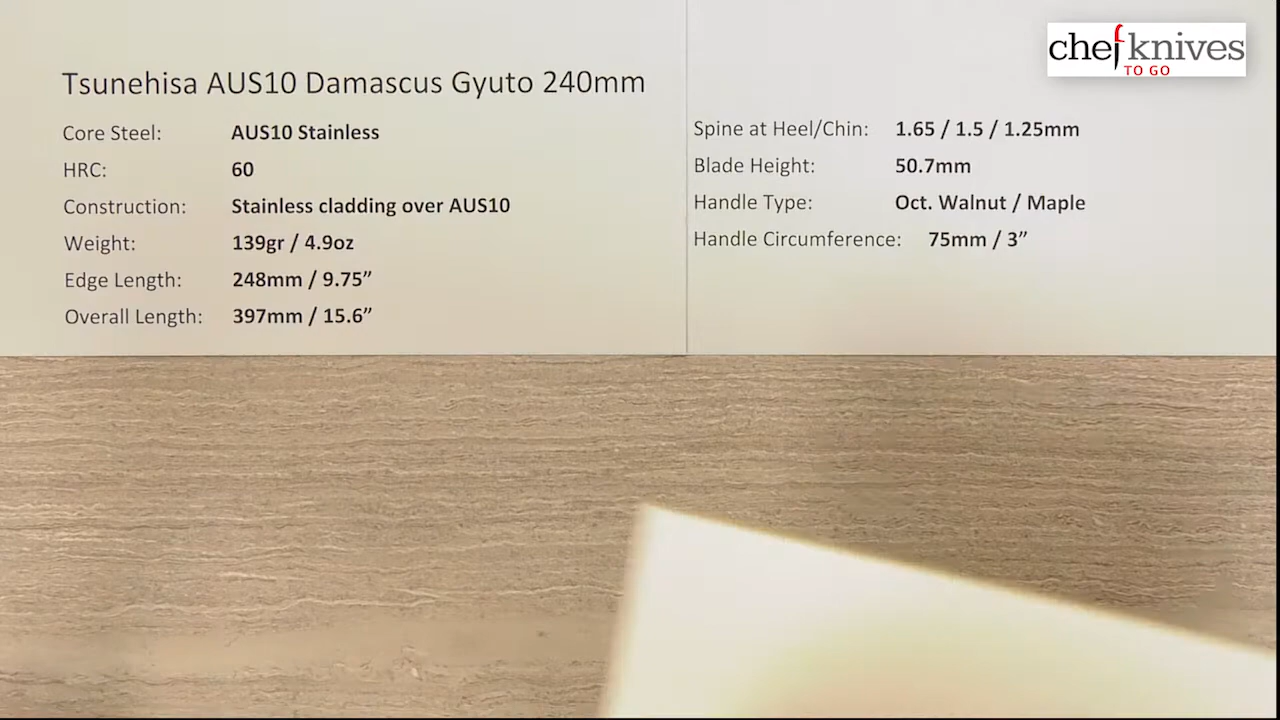 chef knives
TO GO
Tsunehisa AUS10 Damascus Gyuto 240mm
Core Steel: AUS10 Stainless
HRC: 60
Construction: Stainless cladding over AUS10
Weight: 139gr / 4.9oz
Edge Length: 248mm / 9.75”
Overall Length: 397mm / 15.6”
Spine at Heel/Chin: 1.65 / 1.5 / 1.25mm
Blade Height: 50.7mm
Handle Type: Oct. Walnut / Maple
Handle Circumference: 75mm / 3”